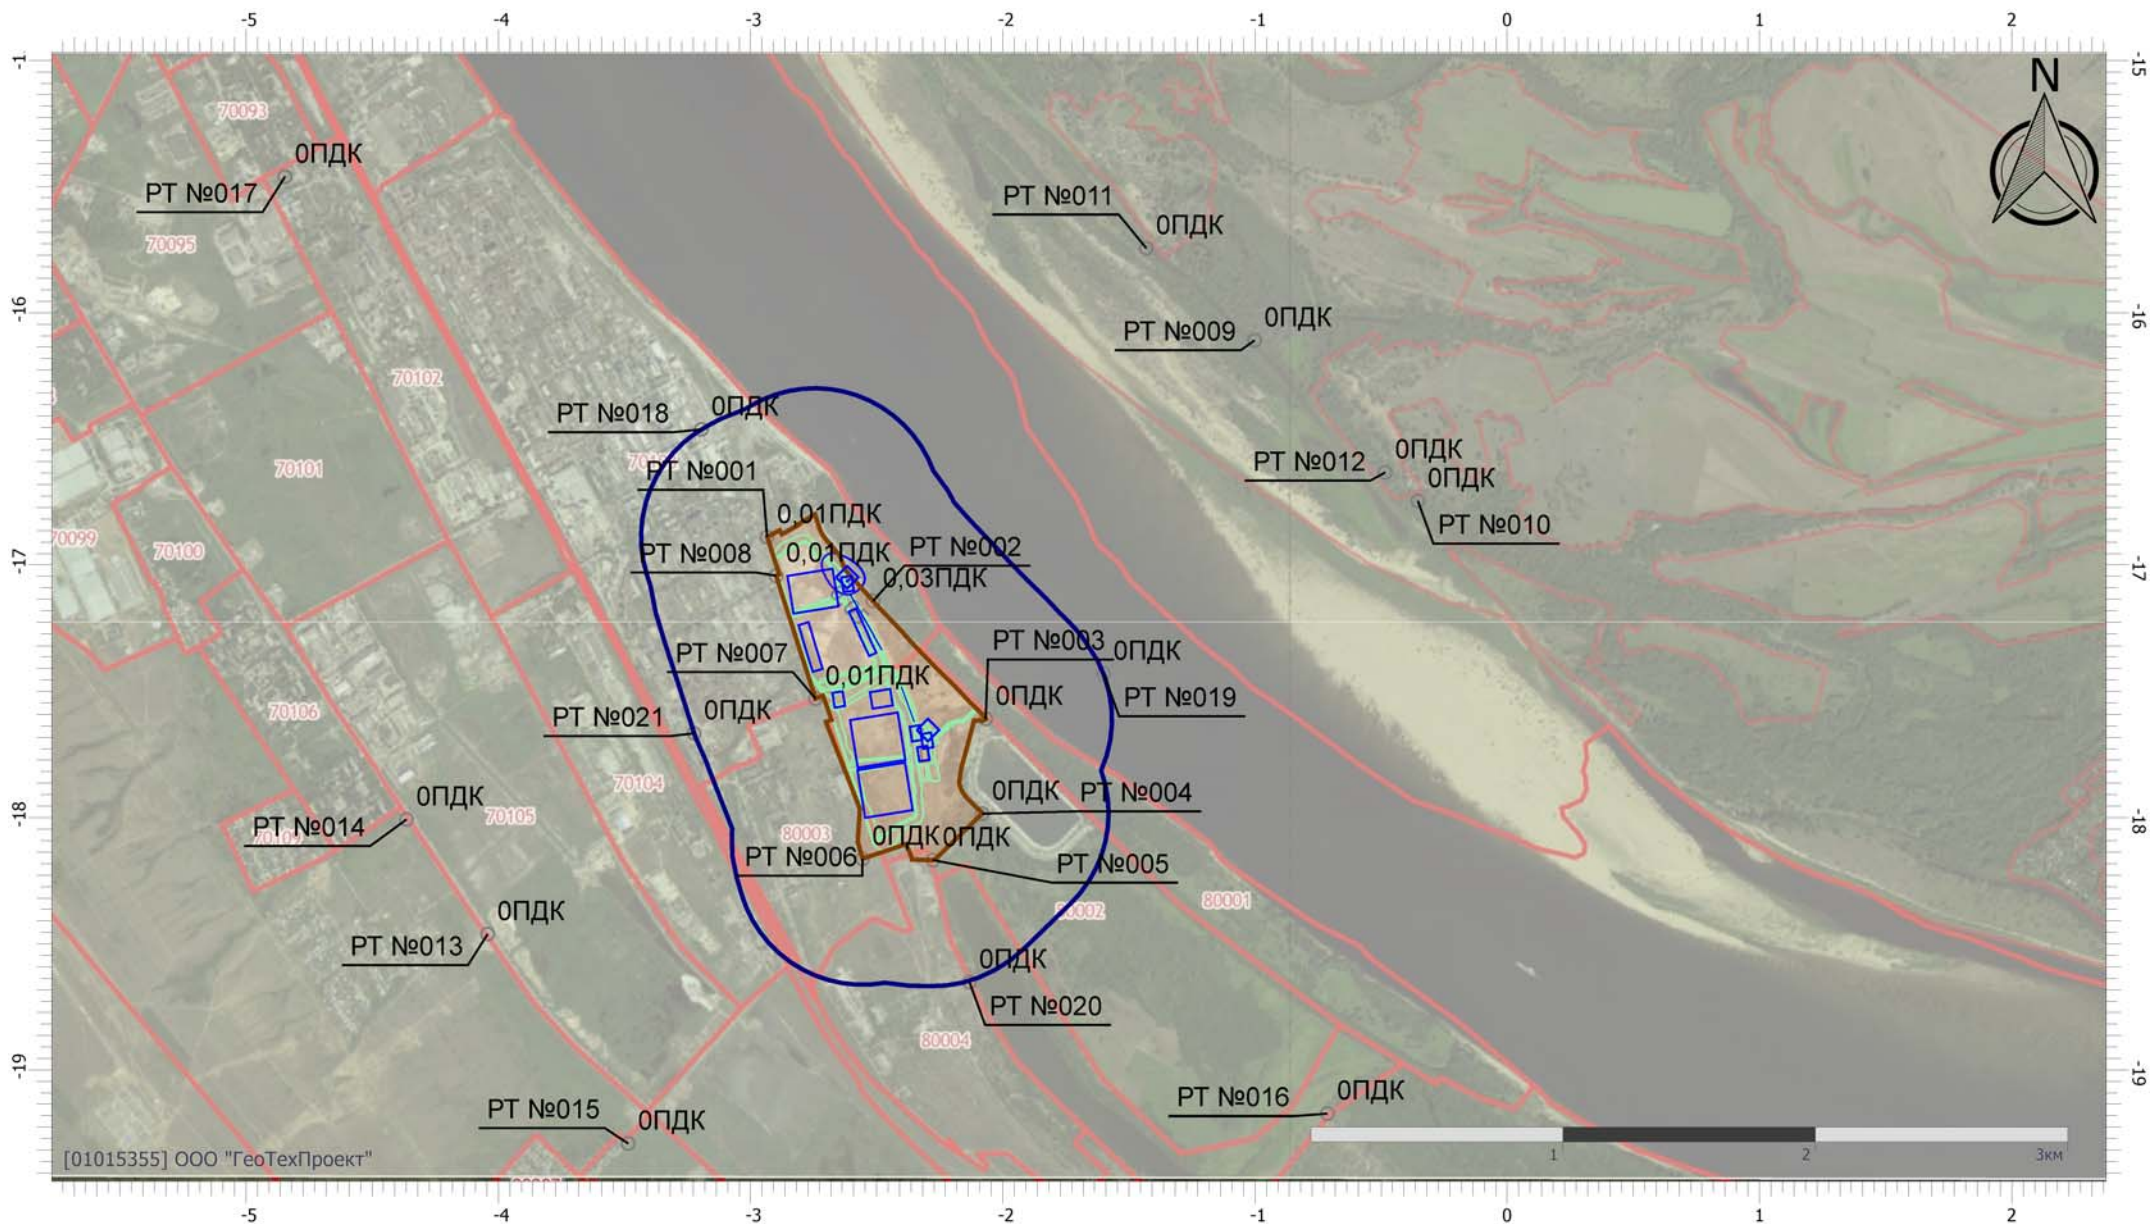 -5 -4 -3 -2 -1 0 1 2
-1
-15
N
70093
0ПДК
РТ №017
70095
РТ №011
0ПДК
-16
-16
РТ №009
0ПДК
70102
РТ №018
0ПДК
0ПДК
РТ №012
0ПДК
РТ №010
70101
РТ №001
0,01ПДК
70099
70100
РТ №008
0,01ПДК
РТ №002
0,03ПДК
-17
-17
РТ №007
0,01ПДК
РТ №003
0ПДК
0ПДК
РТ №019
70106
РТ №021
0ПДК
70104
0ПДК
РТ №014
70105
0ПДК
РТ №004
-18
-18
80003
0ПДК
0ПДК
РТ №006
РТ №005
80002
80001
0ПДК
РТ №013
0ПДК
РТ №020
80004
-19
-19
РТ №015
0ПДК
РТ №016
0ПДК
1 2 3км
[01015355] ООО "ГеоТехПроект"
-5 -4 -3 -2 -1 0 1 2